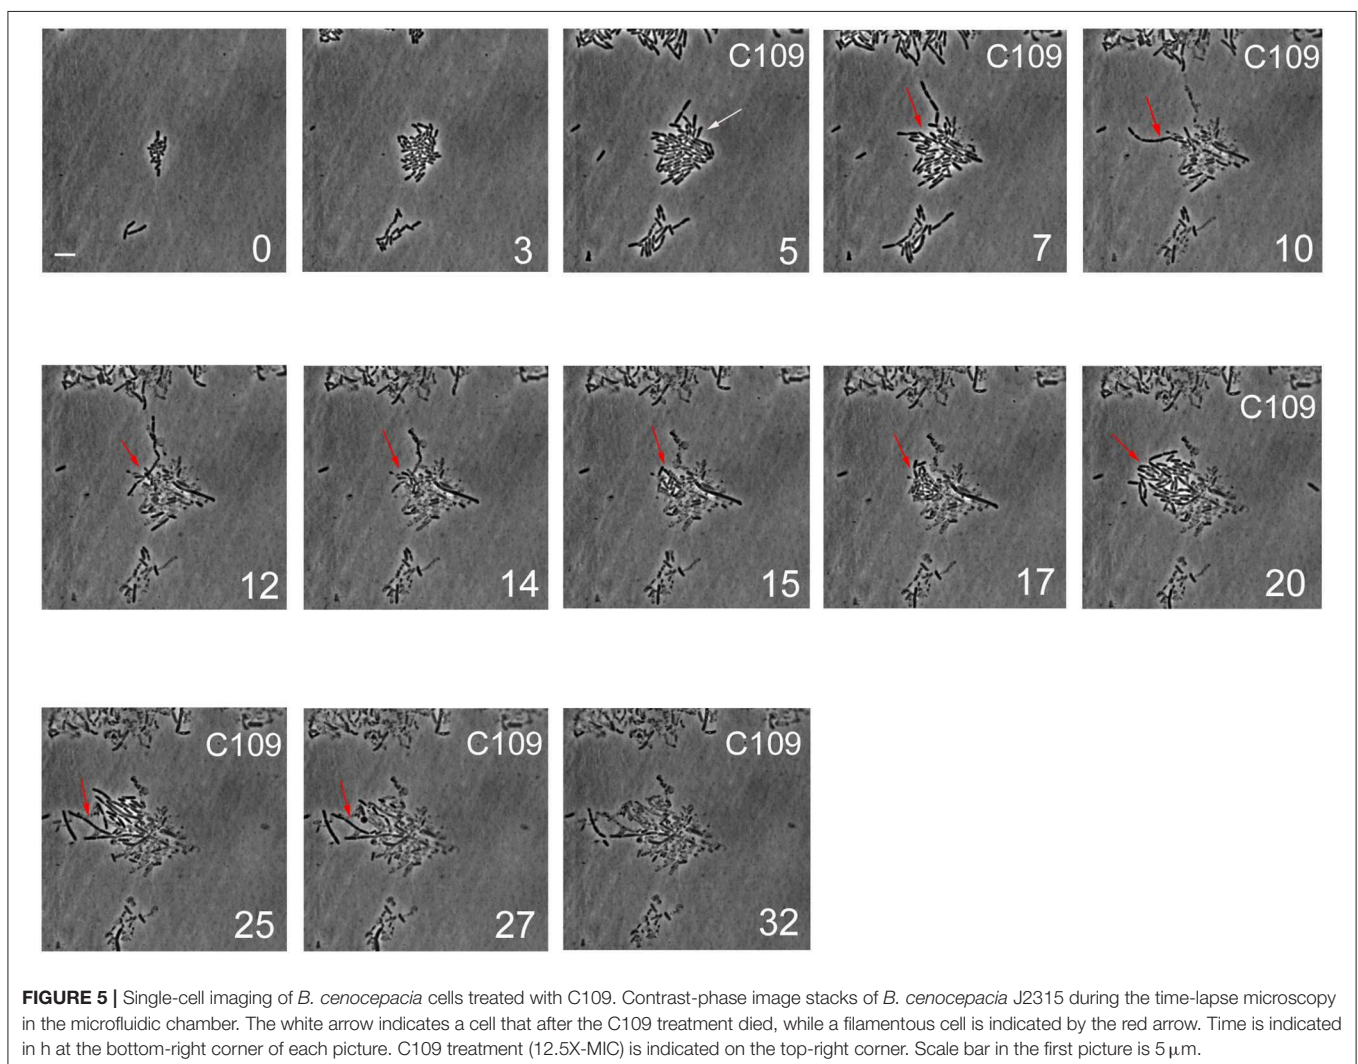 0
3
C109
5
C109
7
C109
10
12
14
15
17
C109
20
C109
25
C109
27
C109
32
FIGURE 5 | Single-cell imaging of B. cenocepacia cells treated with C109. Contrast-phase image stacks of B. cenocepacia J2315 during the time-lapse microscopy
in the microfluidic chamber. The white arrow indicates a cell that after the C109 treatment died, while a filamentous cell is indicated by the red arrow. Time is indicated
in h at the bottom-right corner of each picture. C109 treatment (12.5X-MIC) is indicated on the top-right corner. Scale bar in the first picture is 5 μm.